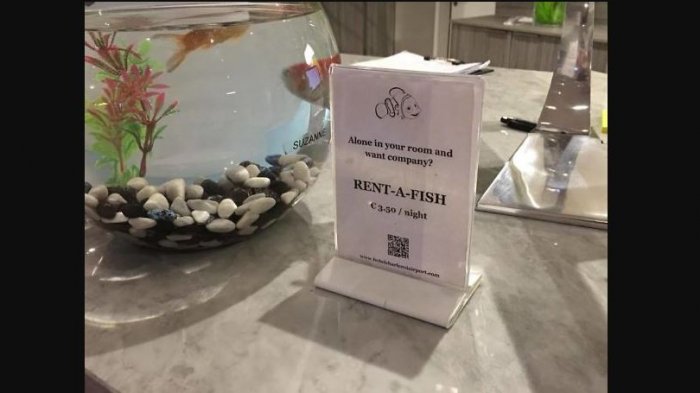 SUZANNE
Alone in your room and
want company?
RENT-A-FISH
€ 3.50 / night